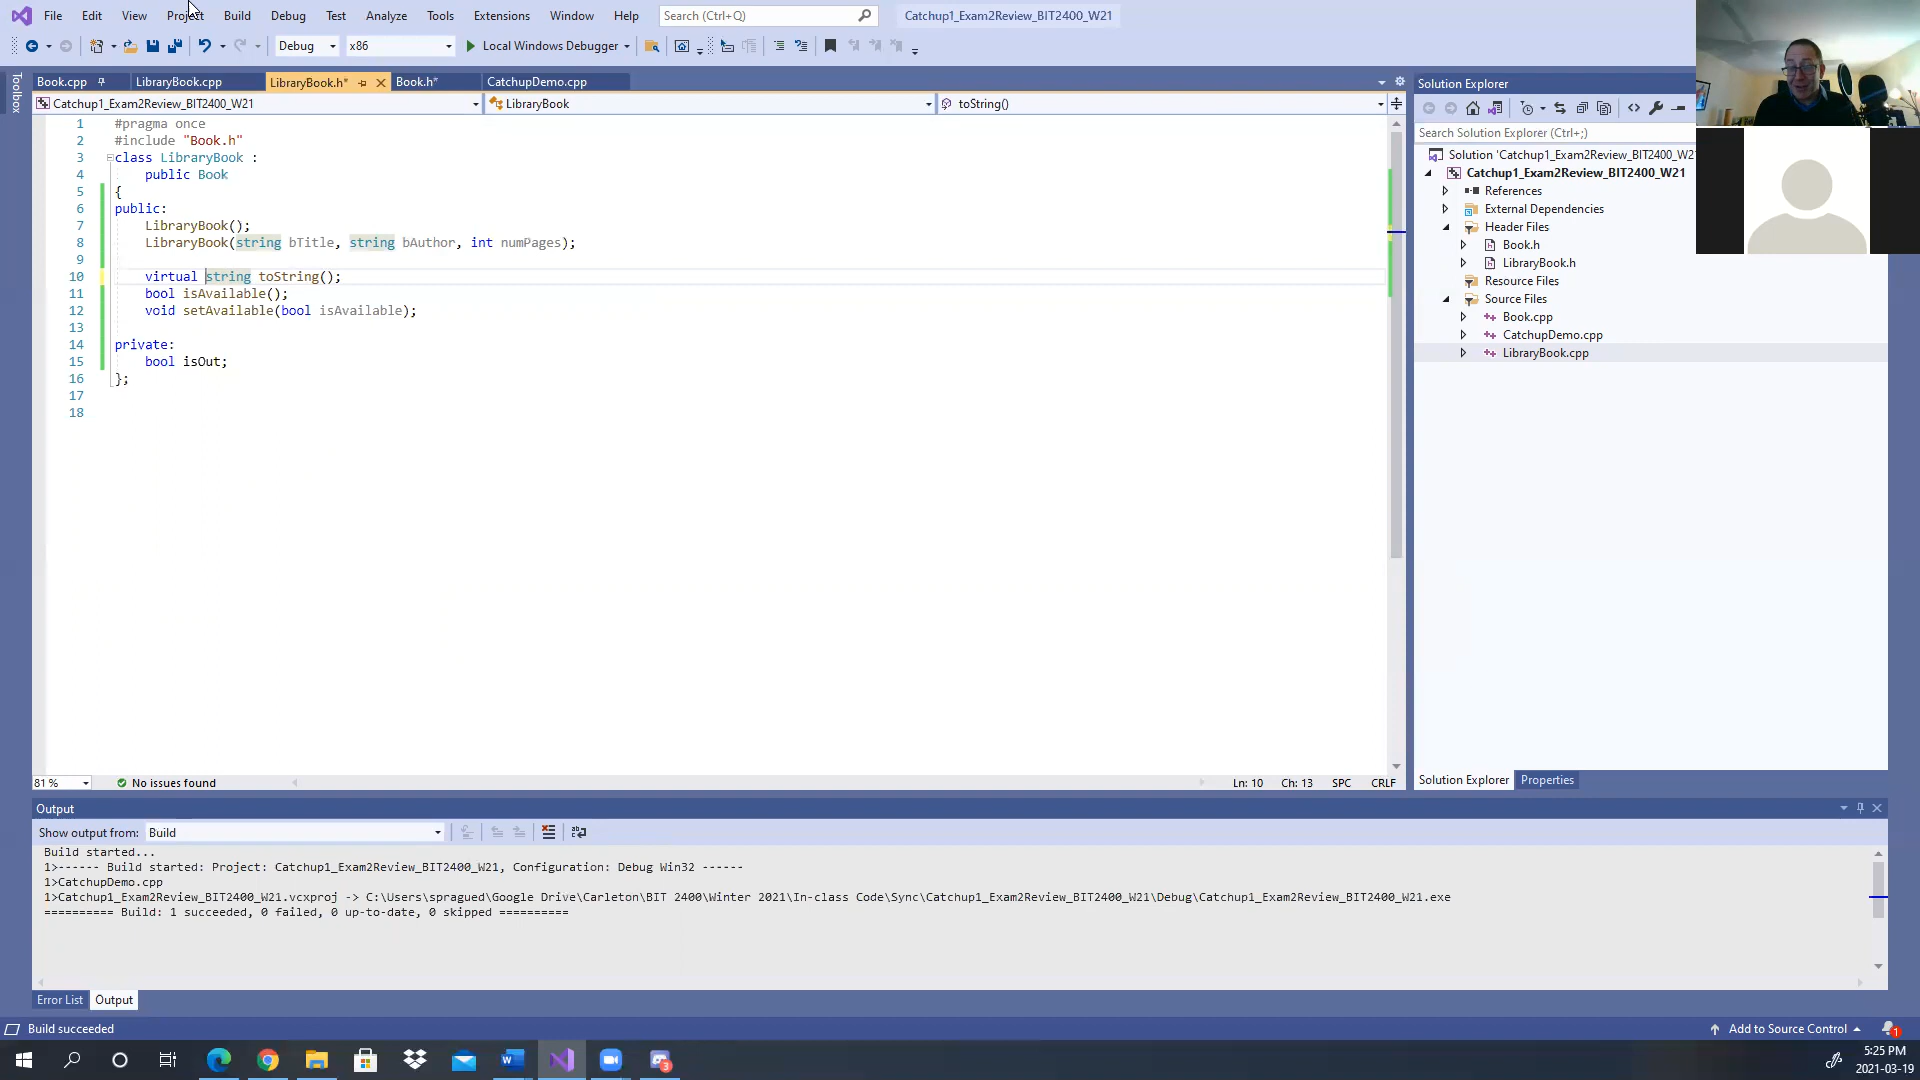 File Edit View Project Build Debug Test Analyze Tools Extensions Window Help Search (Ctrl+Q) Catchup1_Exam2Review_BIT2400_W21
Debug x86 Local Windows Debugger
Toolbox
Book.cpp LibraryBook.cpp LibraryBook.h* Book.h* CatchupDemo.cpp
Catchup1_Exam2Review_BIT2400_W21 LibraryBook toString()
1 #pragma once
2 #include "Book.h"
3 class LibraryBook :
4 public Book
5 {
6 public:
7 LibraryBook();
8 LibraryBook(string bTitle, string bAuthor, int numPages);
9
10 virtual string toString();
11 bool isAvailable();
12 void setAvailable(bool isAvailable);
13
14 private:
15 bool isOut;
16 };
17
18
81 % No issues found Ln: 10 Ch: 13 SPC CRLF
Solution Explorer
Search Solution Explorer (Ctrl+;)
Solution 'Catchup1_Exam2Review_BIT2400_W21
Catchup1_Exam2Review_BIT2400_W21
References
External Dependencies
Header Files
Book.h
LibraryBook.h
Resource Files
Source Files
Book.cpp
CatchupDemo.cpp
LibraryBook.cpp
Solution Explorer Properties
Output
Show output from: Build
Build started...
1>------ Build started: Project: Catchup1_Exam2Review_BIT2400_W21, Configuration: Debug Win32 ------
1>CatchupDemo.cpp
1>Catchup1_Exam2Review_BIT2400_W21.vcxproj -> C:\Users\spragued\Google Drive\Carleton\BIT 2400\Winter 2021\In-class Code\Sync\Catchup1_Exam2Review_BIT2400_W21\Debug\Catchup1_Exam2Review_BIT2400_W21.exe
========== Build: 1 succeeded, 0 failed, 0 up-to-date, 0 skipped ==========
Error List Output
Build succeeded Add to Source Control 1
3
5:25 PM
2021-03-19